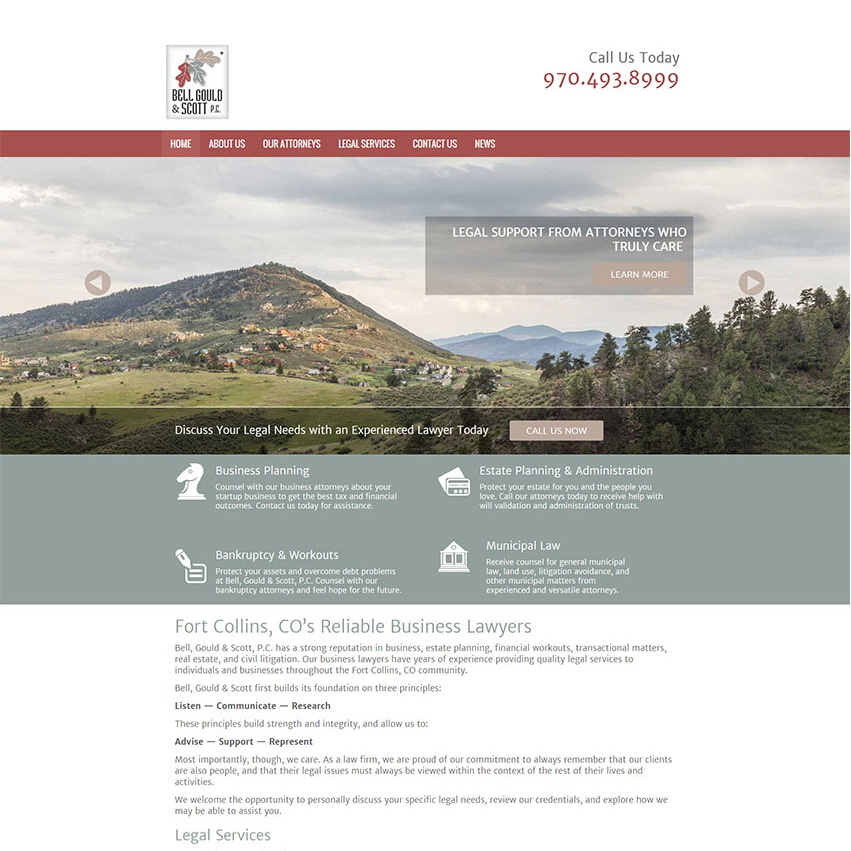 BELL GOULD
& SCOTT P.C.
Call Us Today
970.493.8999
HOME ABOUT US OUR ATTORNEYS LEGAL SERVICES CONTACT US NEWS
LEGAL SUPPORT FROM ATTORNEYS WHO
TRULY CARE
LEARN MORE
Discuss Your Legal Needs with an Experienced Lawyer Today CALL US NOW
Business Planning
Counsel with our business attorneys about your
startup business to get the best tax and financial
outcomes. Contact us today for assistance.
Estate Planning & Administration
Protect your estate for you and the people you
love. Call our attorneys today to receive help with
will validation and administration of trusts.
Bankruptcy & Workouts
Protect your assets and overcome debt problems
at Bell, Gould & Scott, P.C. Counsel with our
bankruptcy attorneys and feel hope for the future.
Municipal Law
Receive counsel for general municipal
law, land use, litigation avoidance, and
other municipal matters from
experienced and versatile attorneys.
Fort Collins, CO’s Reliable Business Lawyers
Bell, Gould & Scott, P.C. has a strong reputation in business, estate planning, financial workouts, transactional matters,
real estate, and civil litigation. Our business lawyers have years of experience providing quality legal services to
individuals and businesses throughout the Fort Collins, CO community.
Bell, Gould & Scott first builds its foundation on three principles:
Listen — Communicate — Research
These principles build strength and integrity, and allow us to:
Advise — Support — Represent
Most importantly, though, we care. As a law firm, we are proud of our commitment to always remember that our clients
are also people, and that their legal issues must always be viewed within the context of the rest of their lives and
activities.
We welcome the opportunity to personally discuss your specific legal needs, review our credentials, and explore how we
may be able to assist you.
Legal Services